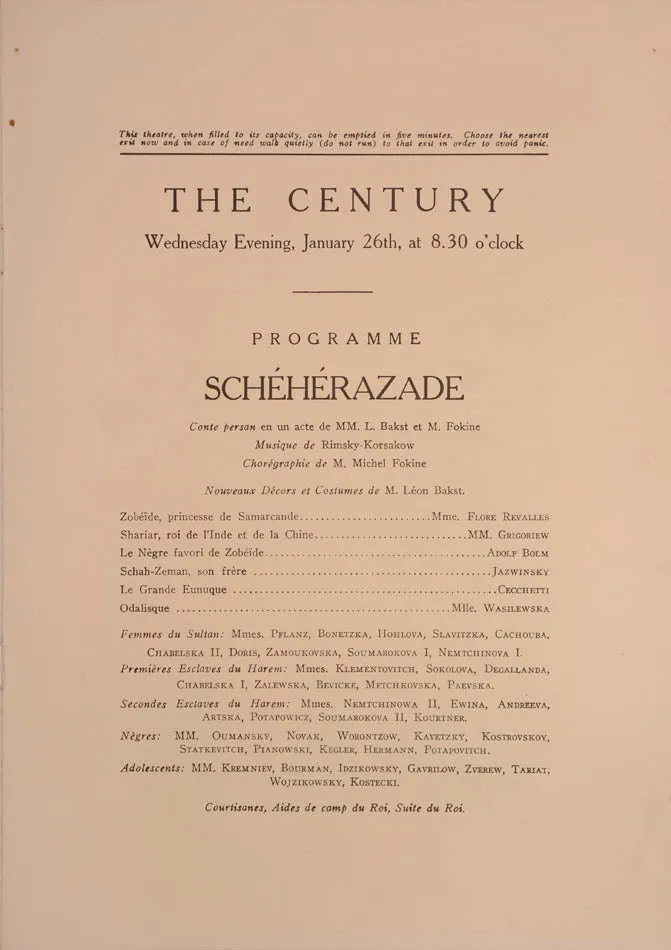 This theatre, when filled to its capacity, can be emptied in five minutes. Choose the nearest
exit now and in case of need walk quietly (do not run) to that exit in order to avoid panic.
THE CENTURY
Wednesday Evening, January 26th, at 8.30 o'clock
PROGRAMME
SCHÉHÉRAZADE
Conte persan en un acte de MM. L. Bakst et M. Fokine
Musique de Rimsky-Korsakow
Chorégraphie de M. Michel Fokine
Nouveaux Décors et Costumes de M. Léon Bakst.
Zobéïde, princesse de Samarcande.........................Mme. FLORE REVALLES
Shariar, roi de l'Inde et de la Chine.............................MM. GRIGORIEW
Le Nègre favori de Zobéïde...........................................ADOLF BOLM
Schah-Zeman, son frère ...............................................JAZWINSKY
Le Grande Eunuque ....................................................CECCHETTI
Odalisque ......................................................Mlle. WASILEWSKA
Femmes du Sultan: Mmes. PFLANZ, BONETZKA, HOHLOVA, SLAVITZKA, CACHOUBA,
CHABELSKA II, DORIS, ZAMOUKOVSKA, SOUMAROKOVA I, NEMTCHINOVA I.
Premières Esclaves du Harem: Mmes. KLEMENTOVITCH, SOKOLOVA, DEGALLANDA,
CHABELSKA I, ZALEWSKA, BEVICKE, METCHKOVSKA, PAEVSKA.
Secondes Esclaves du Harem: Mmes. NEMTCHINOWA II, EWINA, ANDREEVA,
ARTSKA, POTAPOWICZ, SOUMAROKOVA II, KOURTNER.
Nègres: MM. OUMANSKY, NOVAK, WORONTZOW, KAVETZKY, KOSTROVSKOY,
STATKEVITCH, PIANOWSKI, KEGLER, HERMANN, POTAPOVITCH.
Adolescents: MM. KREMNIEV, BOURMAN, IDZIKOWSKY, GAVRILOW, ZVEREW, TARIAT,
WOJZIKOWSKY, KOSTECKI.
Courtisanes, Aides de camp du Roi, Suite du Roi.